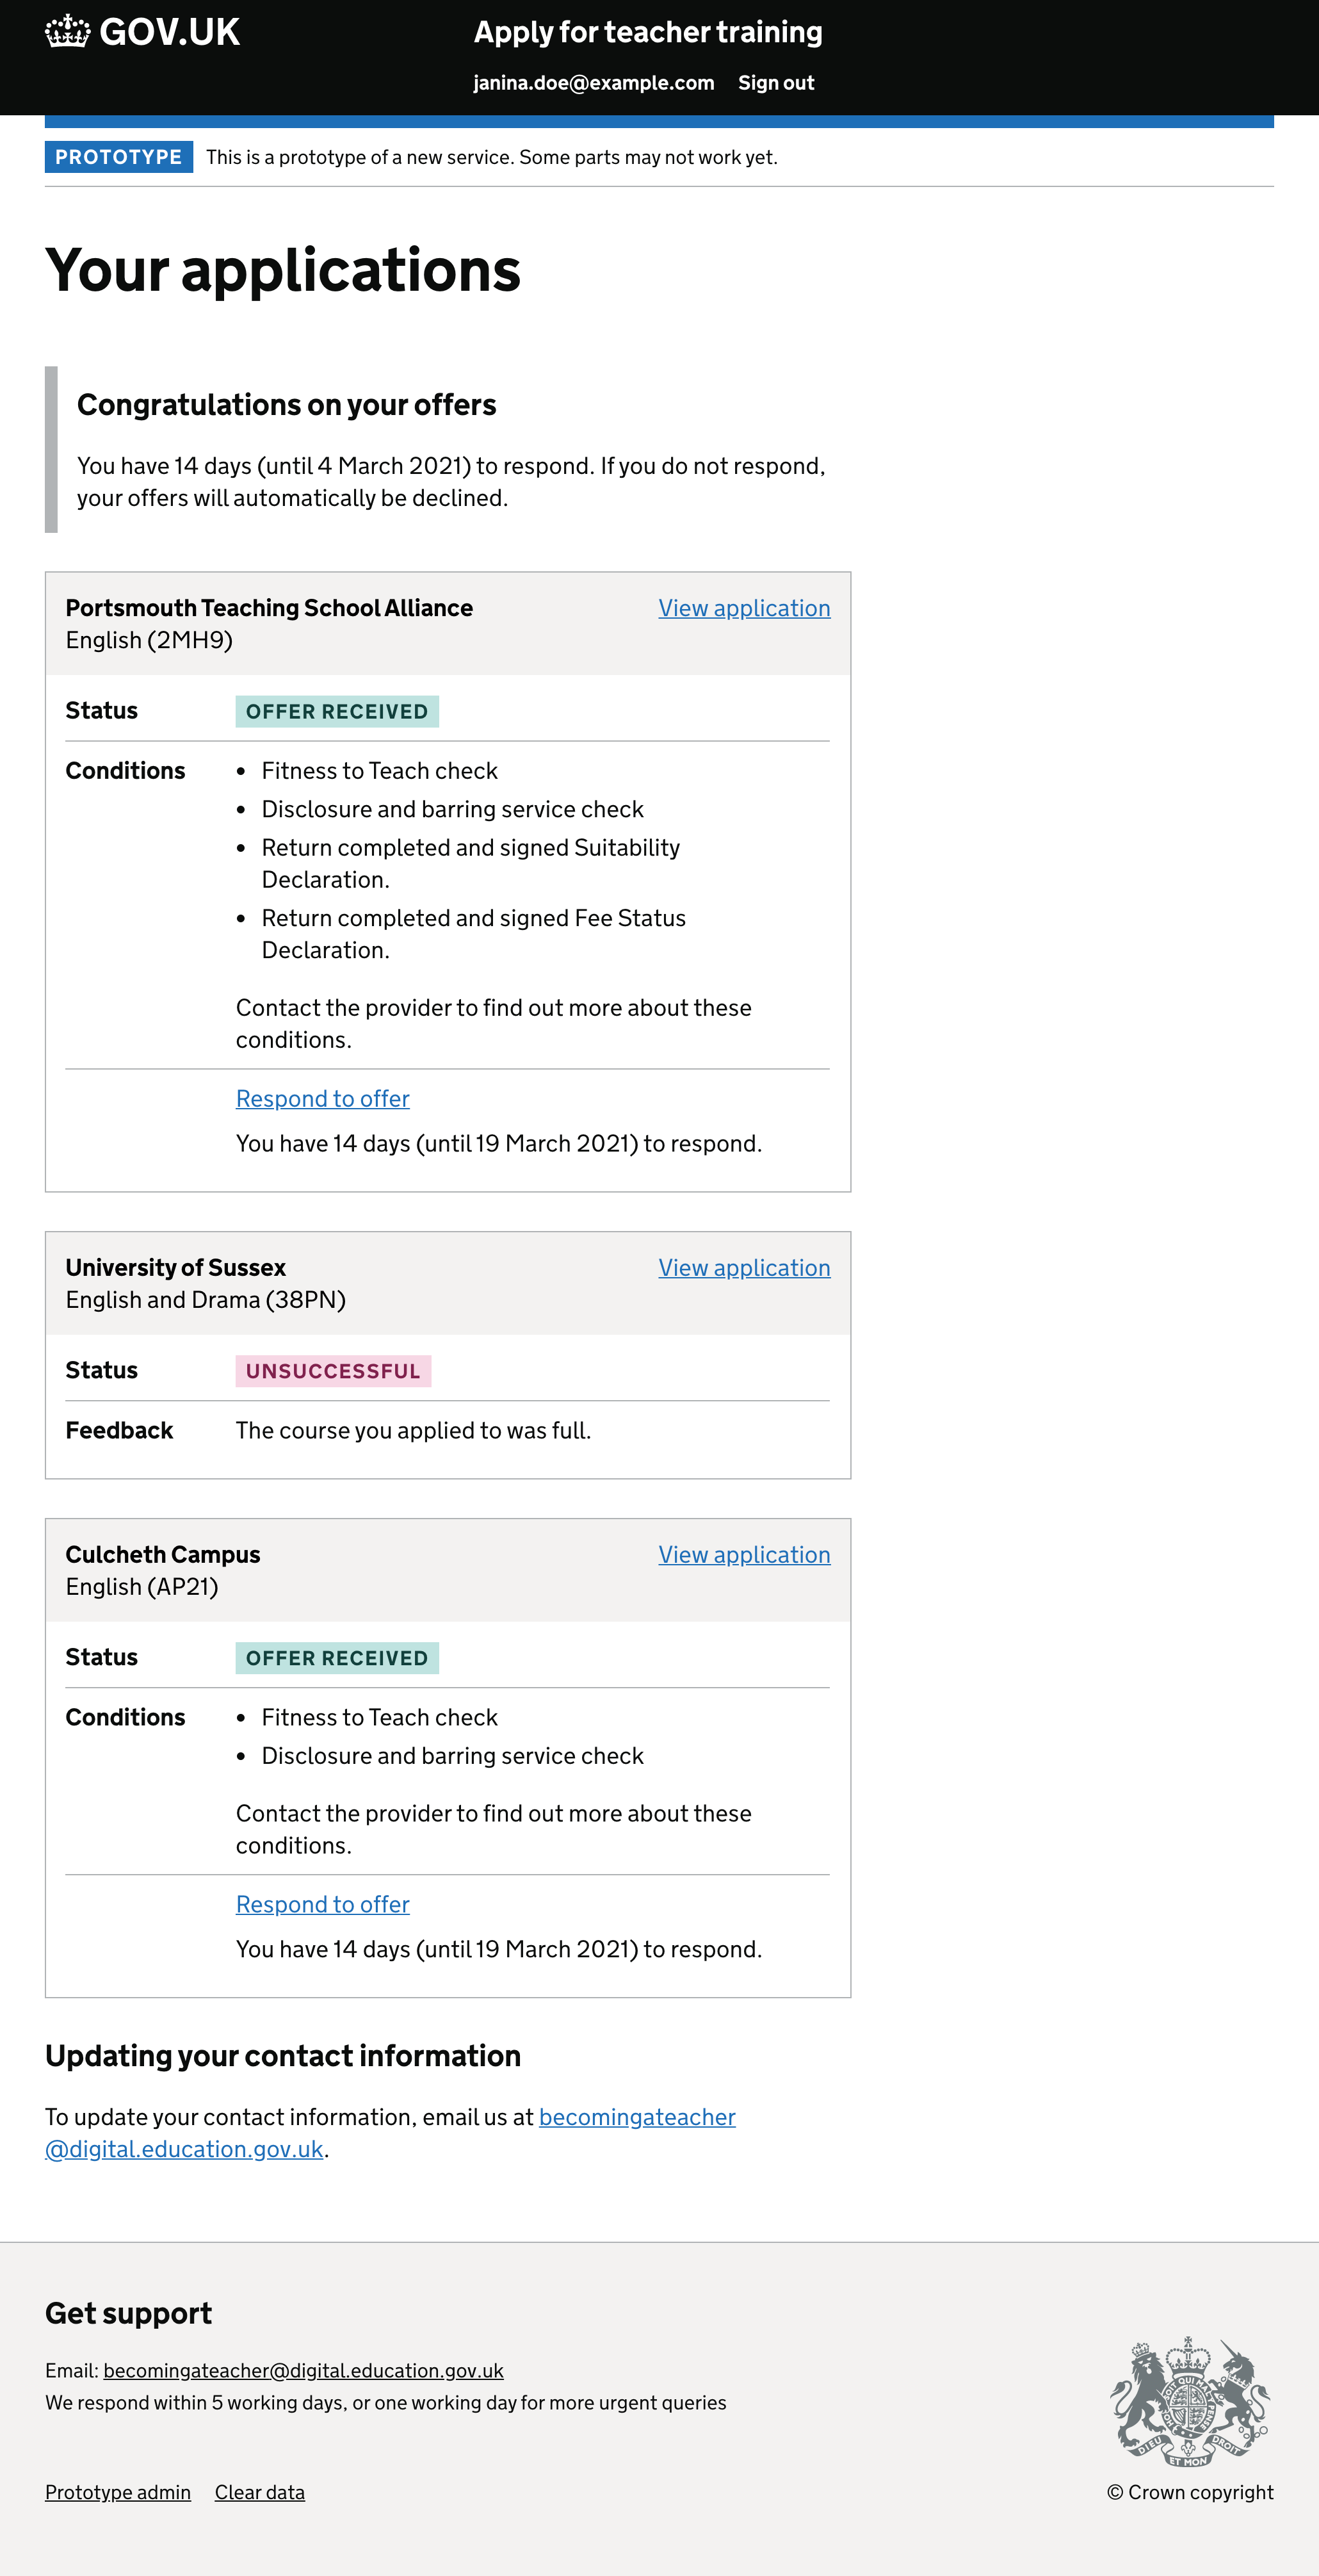 GOV.UK
Apply for teacher training
janina.doe@example.com Sign out
PROTOTYPE This is a prototype of a new service. Some parts may not work yet.
Your applications
Congratulations on your offers
You have 14 days (until 4 March 2021) to respond. If you do not respond,
your offers will automatically be declined.
Portsmouth Teaching School Alliance View application
English (2MH9)
Status OFFER RECEIVED
Conditions • Fitness to Teach check
• Disclosure and barring service check
• Return completed and signed Suitability
Declaration.
• Return completed and signed Fee Status
Declaration.
Contact the provider to find out more about these
conditions.
Respond to offer
You have 14 days (until 19 March 2021) to respond.
University of Sussex View application
English and Drama (38PN)
Status UNSUCCESSFUL
Feedback The course you applied to was full.
Culcheth Campus View application
English (AP21)
Status OFFER RECEIVED
Conditions • Fitness to Teach check
• Disclosure and barring service check
Contact the provider to find out more about these
conditions.
Respond to offer
You have 14 days (until 19 March 2021) to respond.
Updating your contact information
To update your contact information, email us at becomingateacher
@digital.education.gov.uk.
Get support
Email: becomingateacher@digital.education.gov.uk
We respond within 5 working days, or one working day for more urgent queries
DIEU ET MON DROIT
Prototype admin Clear data
© Crown copyright